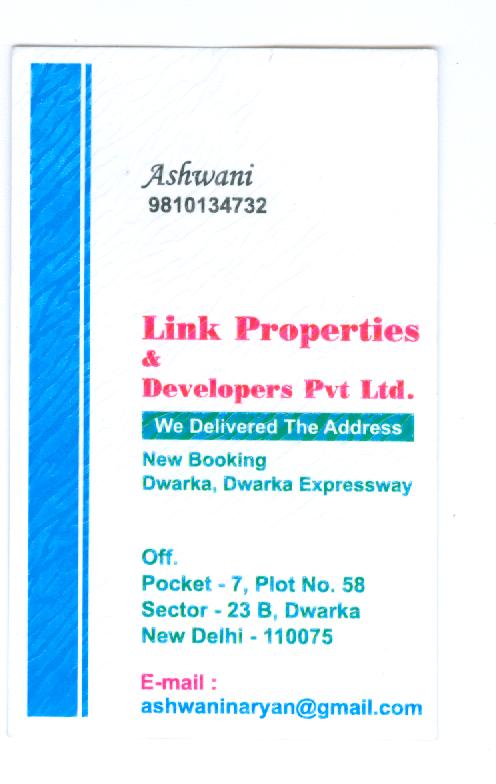 Ashwani
9810134732
Link Properties
&
Developers Pvt Ltd.
We Delivered The Address
New Booking
Dwarka, Dwarka Expressway
Off.
Pocket - 7, Plot No. 58
Sector - 23 B, Dwarka
New Delhi - 110075
E-mail :
ashwaninaryan@gmail.com